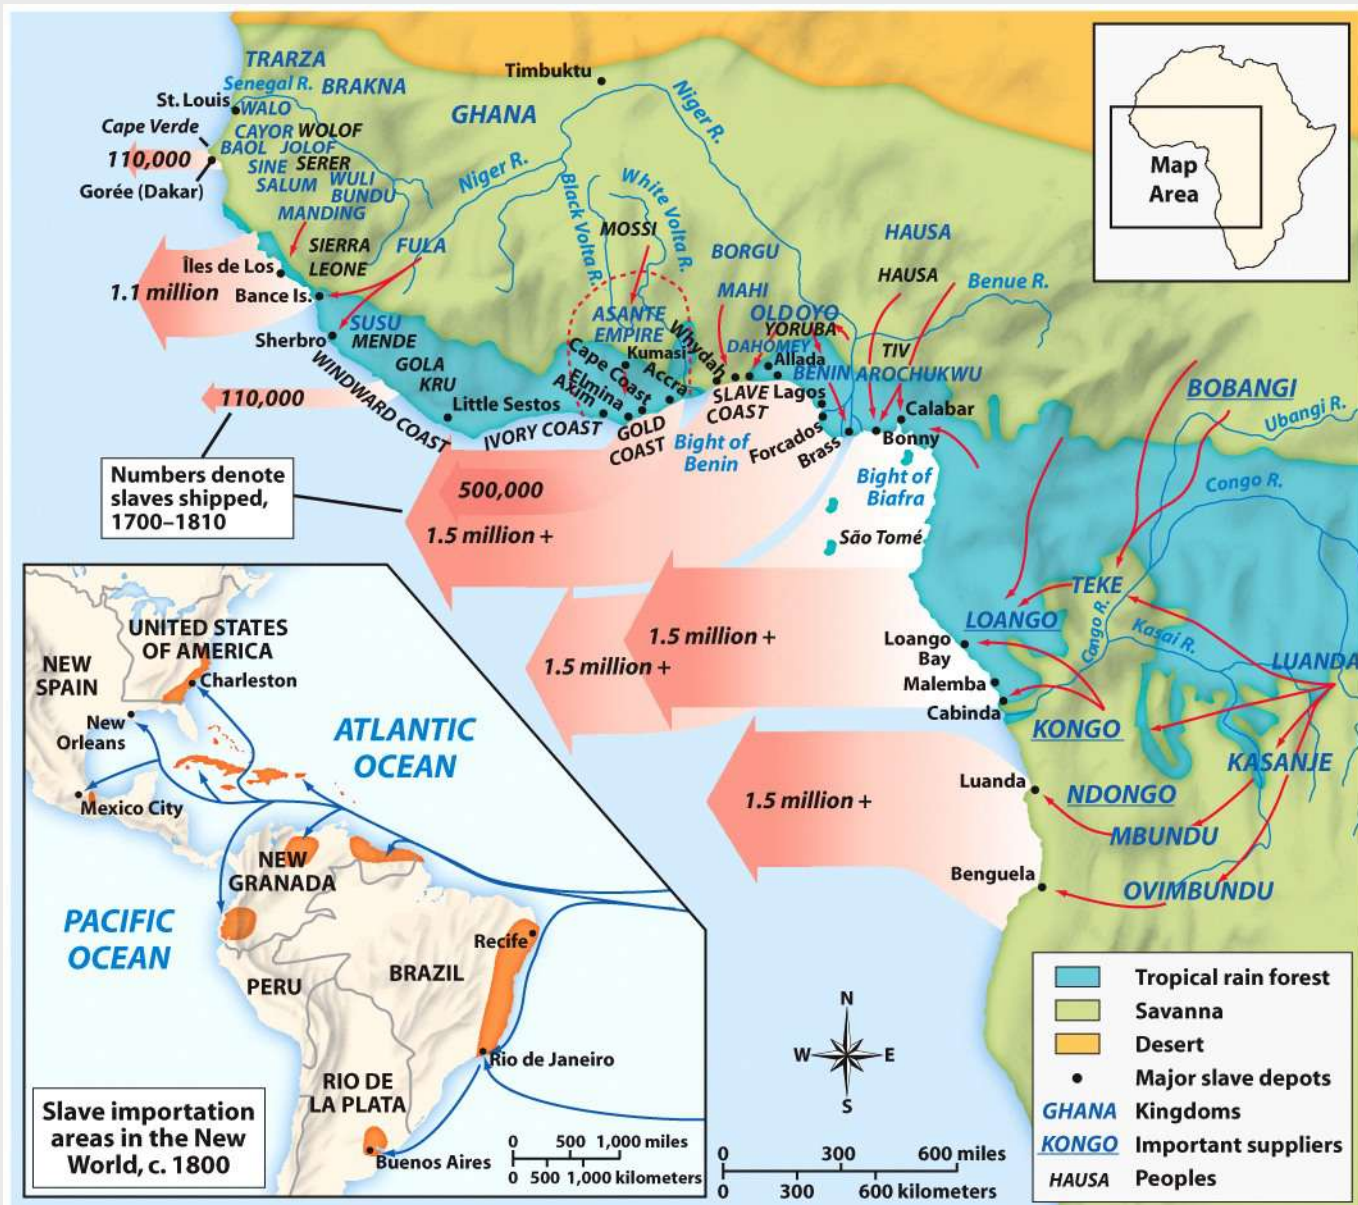 TRARZA
Senegal R.
BRAKNA
St. Louis
WALO
Cape Verde
CAYOR
WOLOF
BAOL
JOLOF
110,000
SINE
SERER
Gorée (Dakar)
SALUM
WULI
BUNDU
MANDING
SIERRA
LEONE
FULA
Îles de Los
1.1 million
Bance Is.
SUSU
MENDE
Sherbro
GOLA
KRU
110,000
WINDWARD COAST
Little Sestos
IVORY COAST
Timbuktu
GHANA
Niger R.
Niger R.
Black Volta R.
White Volta R.
MOSSI
ASANTE
EMPIRE
Kumasi
Cape Coast
Elmina
Axum
Accra
GOLD
COAST
BORGU
MAHI
OLD OYO
YORUBA
Whydah
DAHOMEY
Allada
SLAVE
COAST
Lagos
BENIN
Bight of
Benin
HAUSA
HAUSA
Benue R.
TIV
AROCHUKWU
Calabar
Bonny
Forcados
Brass
Bight of
Biafra
São Tomé
BOBANGI
Ubangi R.
Congo R.
TEKE
Congo R.
Kasai R.
LOANGO
Loango
Bay
Malemba
Cabinda
LUANDA
KONGO
KASANJE
Luanda
NDONGO
MBUNDU
Benguela
OVIMBUNDU
500,000
1.5 million +
1.5 million +
1.5 million +
1.5 million +
Numbers denote
slaves shipped,
1700–1810
Map
Area
UNITED STATES
OF AMERICA
NEW
SPAIN
Charleston
New
Orleans
ATLANTIC
OCEAN
Mexico City
NEW
GRANADA
PACIFIC
OCEAN
Recife
BRAZIL
PERU
Rio de Janeiro
RIO DE
LA PLATA
Buenos Aires
Slave importation
areas in the New
World, c. 1800
0 500 1,000 miles
0 500 1,000 kilometers
N
W E
S
0 300 600 miles
0 300 600 kilometers
Tropical rain forest
Savanna
Desert
Major slave depots
GHANA Kingdoms
KONGO Important suppliers
HAUSA Peoples